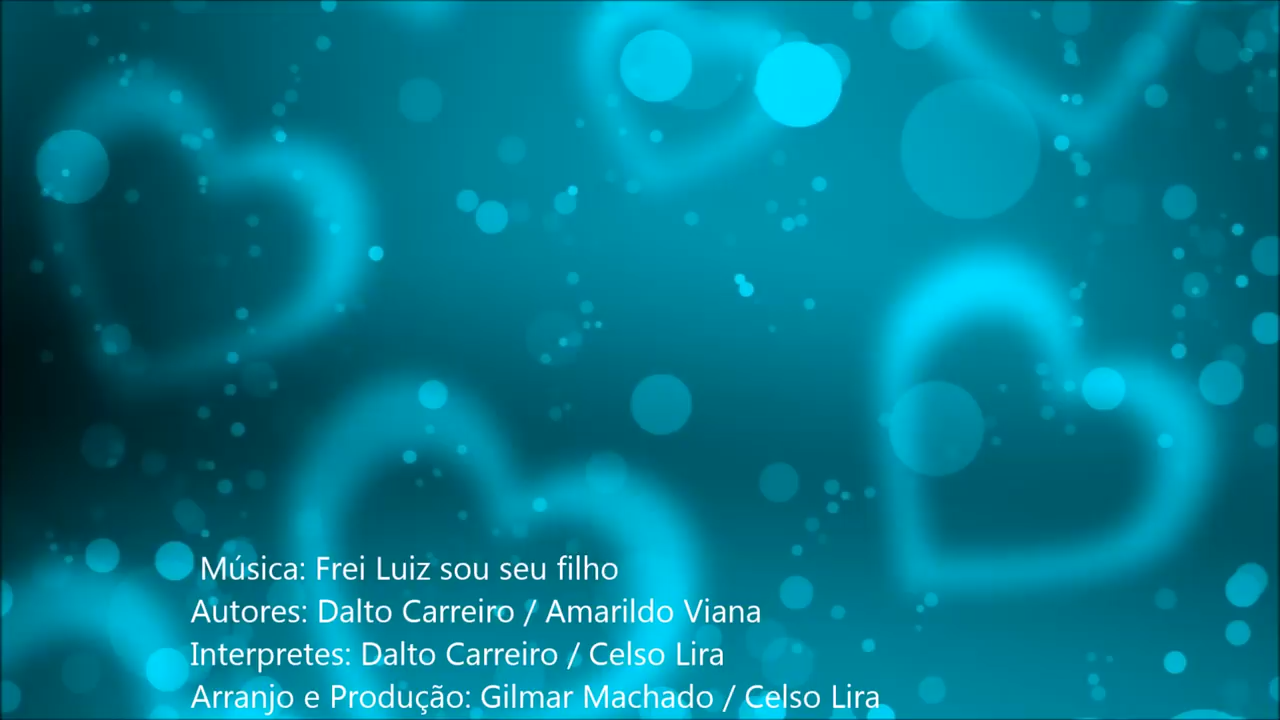 Música: Frei Luiz sou seu filho
Autores: Dalto Carreiro / Amarildo Viana
Interpretes: Dalto Carreiro / Celso Lira
Arranjo e Produção: Gilmar Machado / Celso Lira